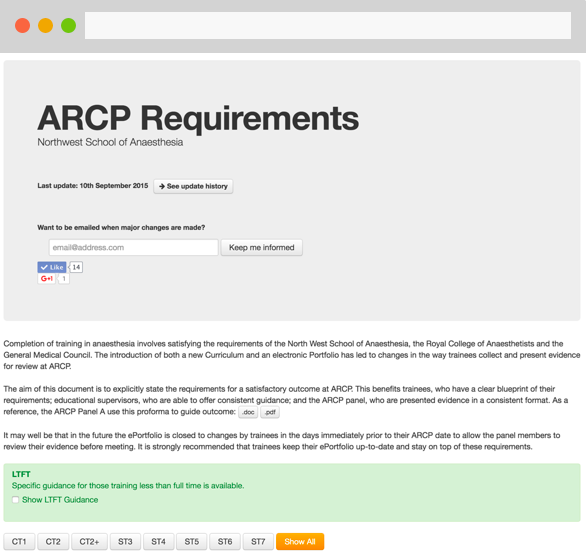 ARCP Requirements
Northwest School of Anaesthesia
Last update: 10th September 2015 → See update history
Want to be emailed when major changes are made?
email@address.com Keep me informed
Like 14
G+1 1
Completion of training in anaesthesia involves satisfying the requirements of the North West School of Anaesthesia, the Royal College of Anaesthetists and the
General Medical Council. The introduction of both a new Curriculum and an electronic Portfolio has led to changes in the way trainees collect and present evidence
for review at ARCP.
The aim of this document is to explicitly state the requirements for a satisfactory outcome at ARCP. This benefits trainees, who have a clear blueprint of their
requirements; educational supervisors, who are able to offer consistent guidance; and the ARCP panel, who are presented evidence in a consistent format. As a
reference, the ARCP Panel A use this proforma to guide outcome: .doc .pdf
It may well be that in the future the ePortfolio is closed to changes by trainees in the days immediately prior to their ARCP date to allow the panel members to
review their evidence before meeting. It is strongly recommended that trainees keep their ePortfolio up-to-date and stay on top of these requirements.
LTFT
Specific guidance for those training less than full time is available.
Show LTFT Guidance
CT1 CT2 CT2+ ST3 ST4 ST5 ST6 ST7 Show All